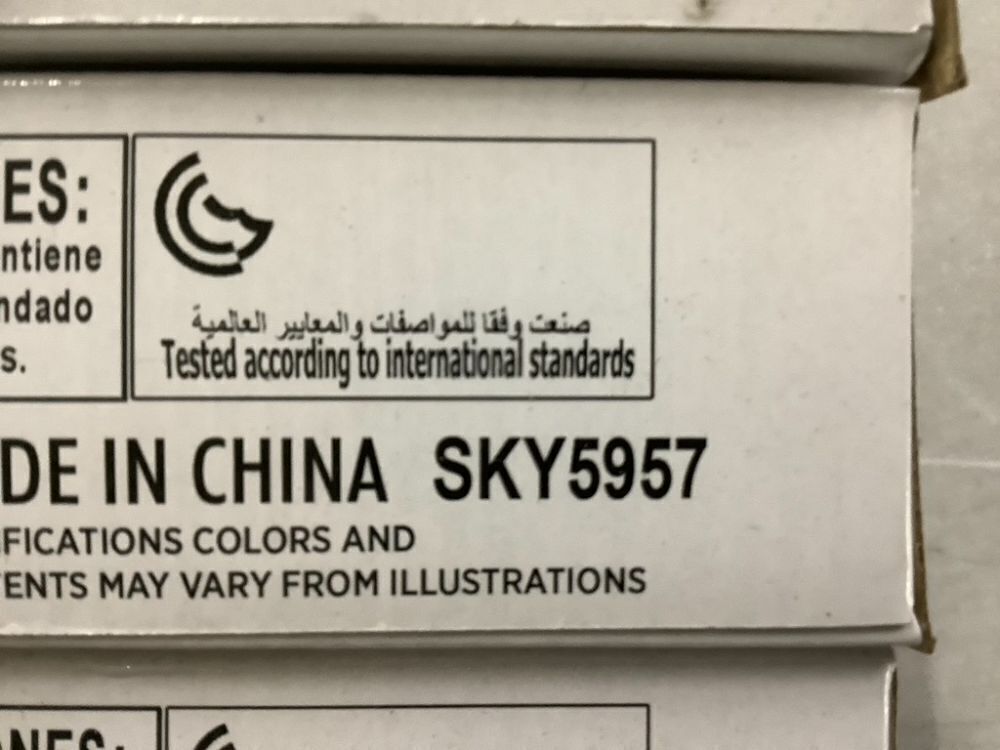 ES:
ntiene
ndado
s.
صنعت وفقا للمواصفات والمعايير العالمية
Tested according to international standards
DE IN CHINA SKY5957
FICATIONS COLORS AND
ENTS MAY VARY FROM ILLUSTRATIONS
NES: